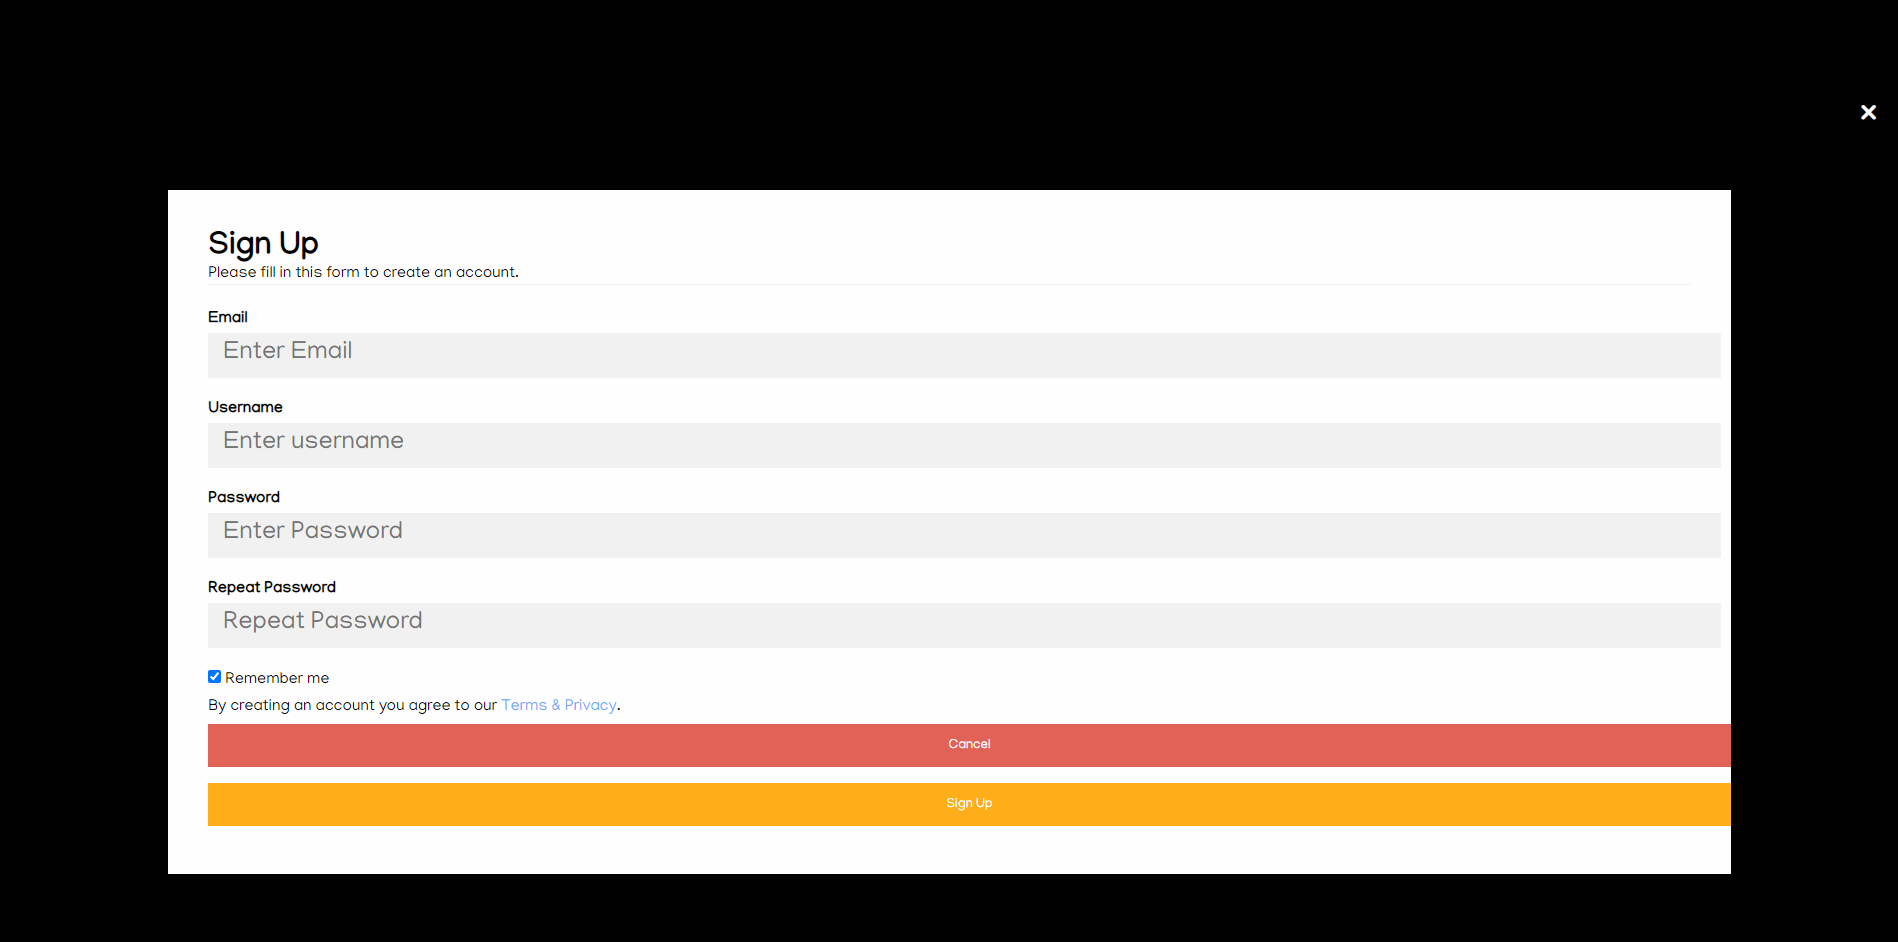 Sign Up
Please fill in this form to create an account.
Email
Enter Email
Username
Enter username
Password
Enter Password
Repeat Password
Repeat Password
Remember me
By creating an account you agree to our Terms & Privacy.
Cancel
Sign Up